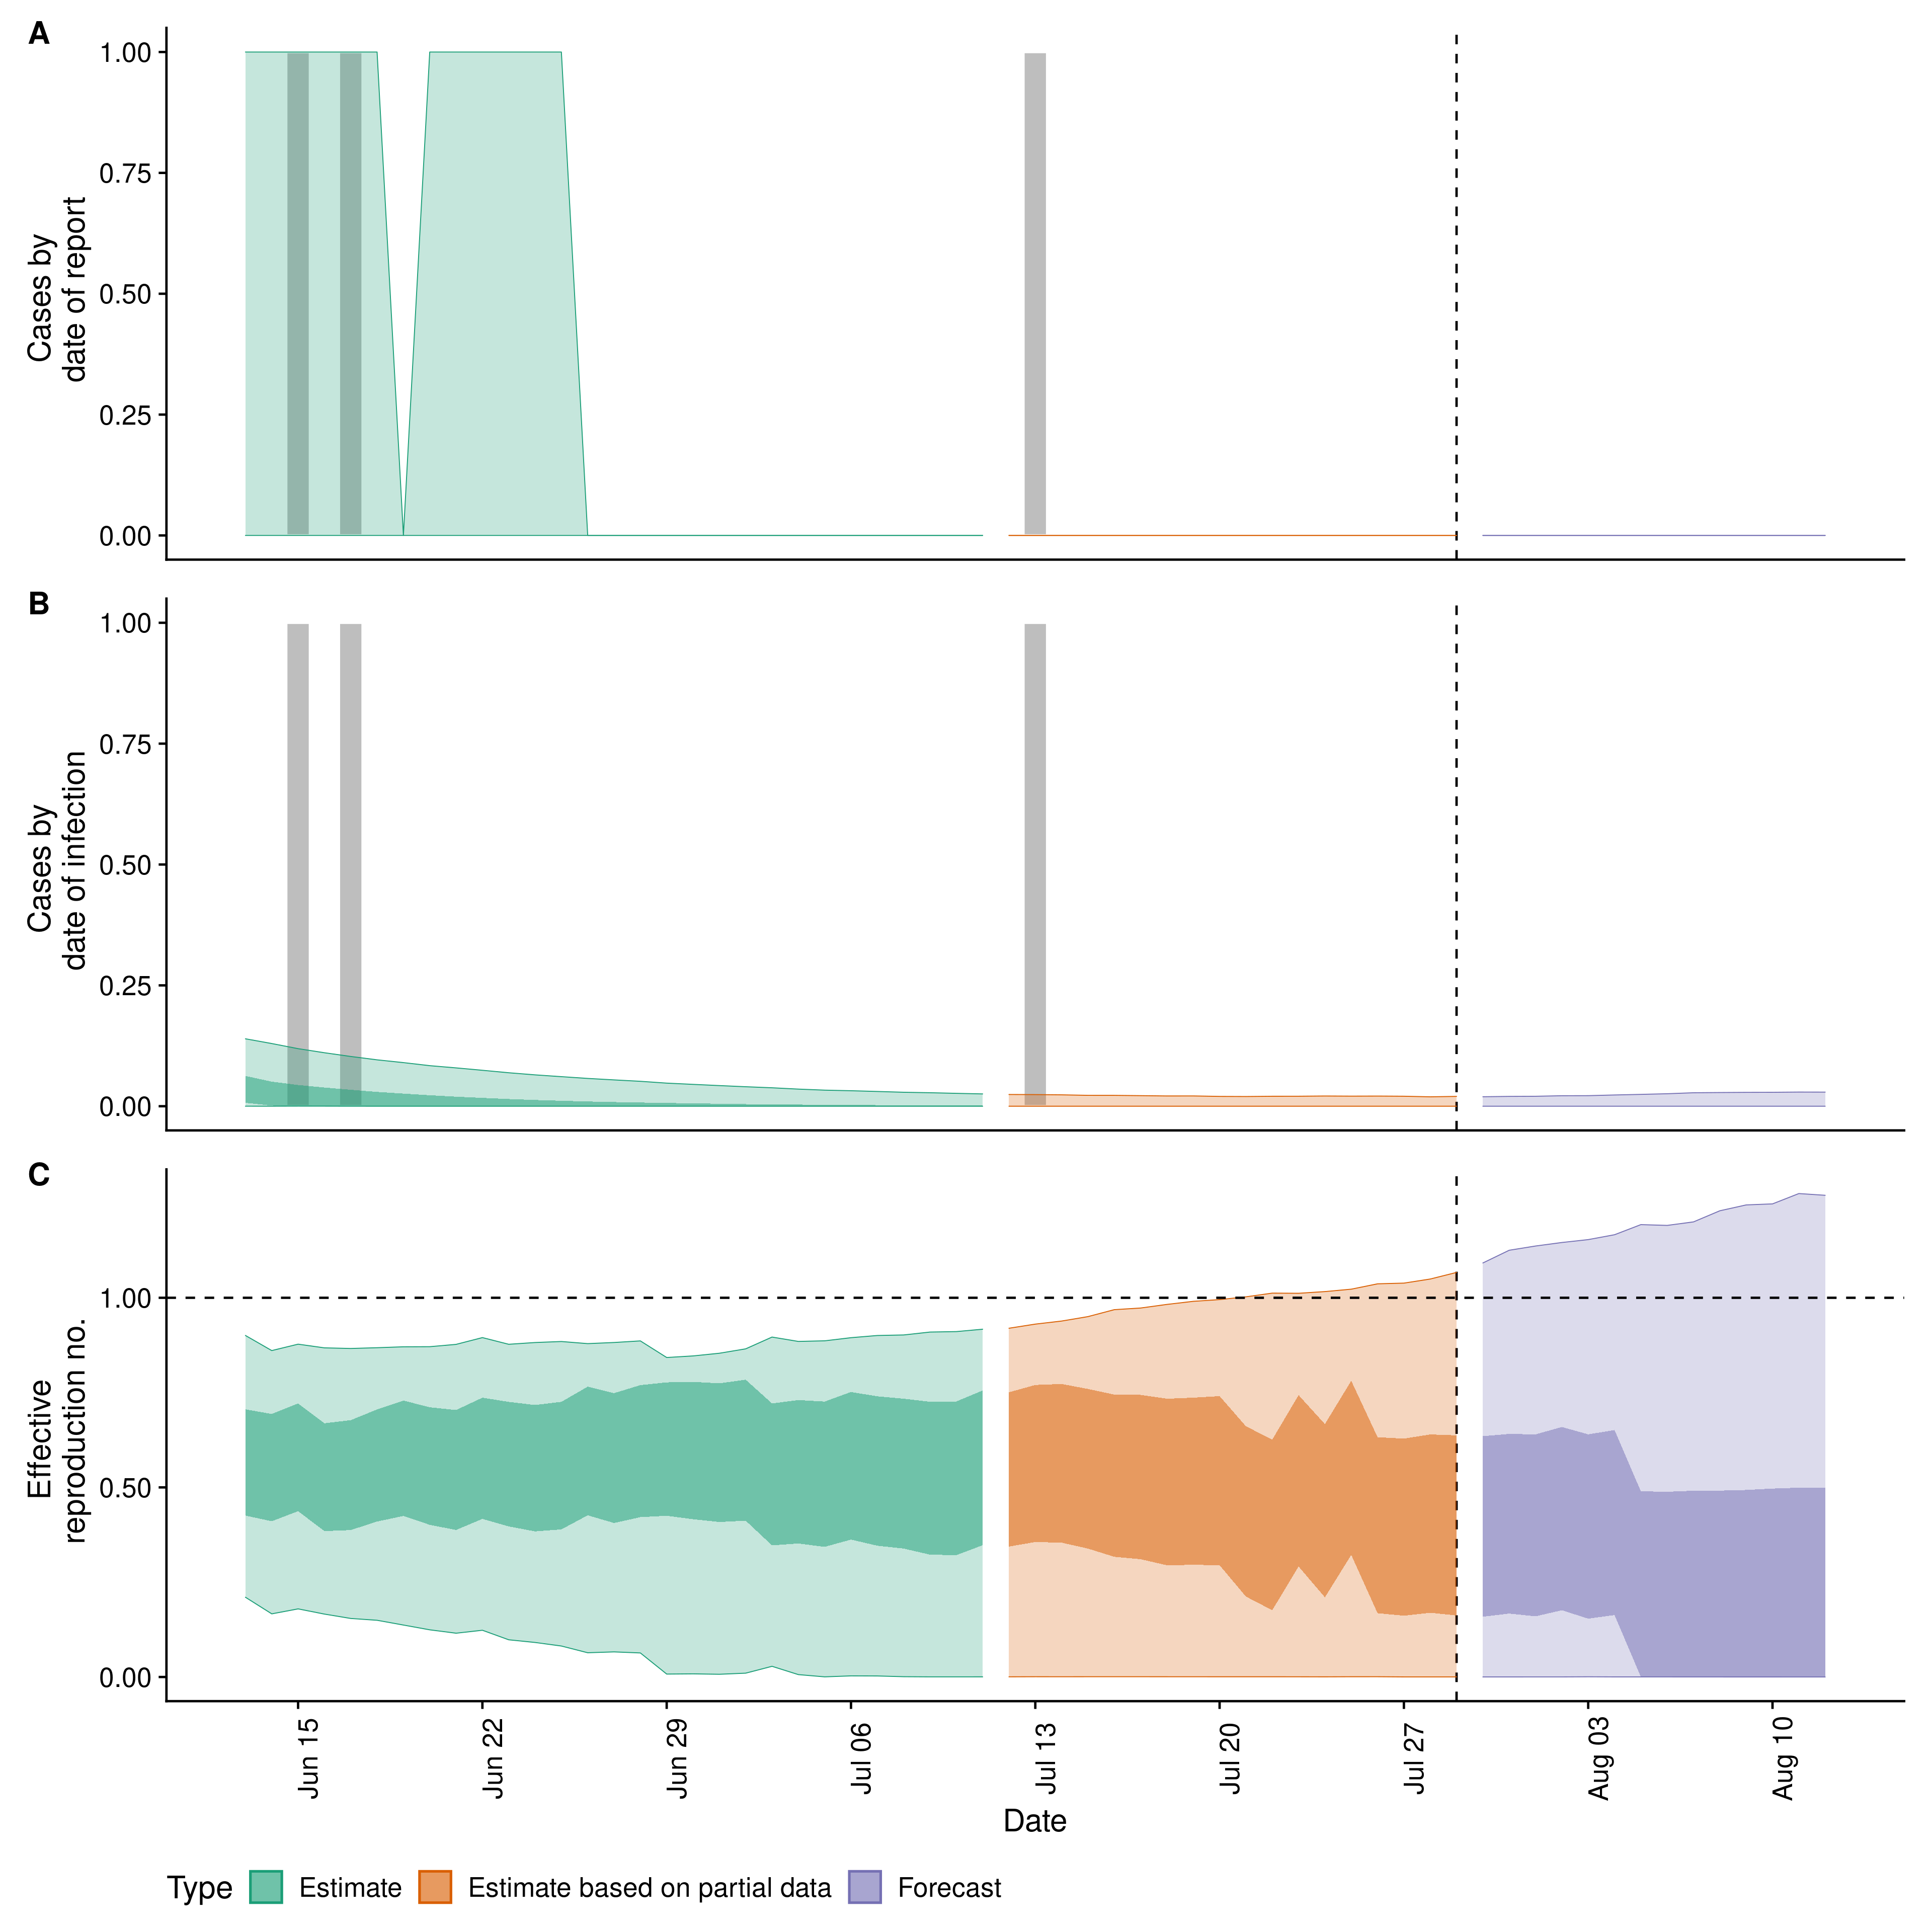 A
1.00
0.75
0.50
0.25
0.00
Cases by
date of report
B
1.00
0.75
0.50
0.25
0.00
Cases by
date of infection
C
1.00
0.50
0.00
Effective
reproduction no.
Jun 15
Jun 22
Jun 29
Jul 06
Jul 13
Jul 20
Jul 27
Aug 03
Aug 10
Date
Type Estimate Estimate based on partial data Forecast